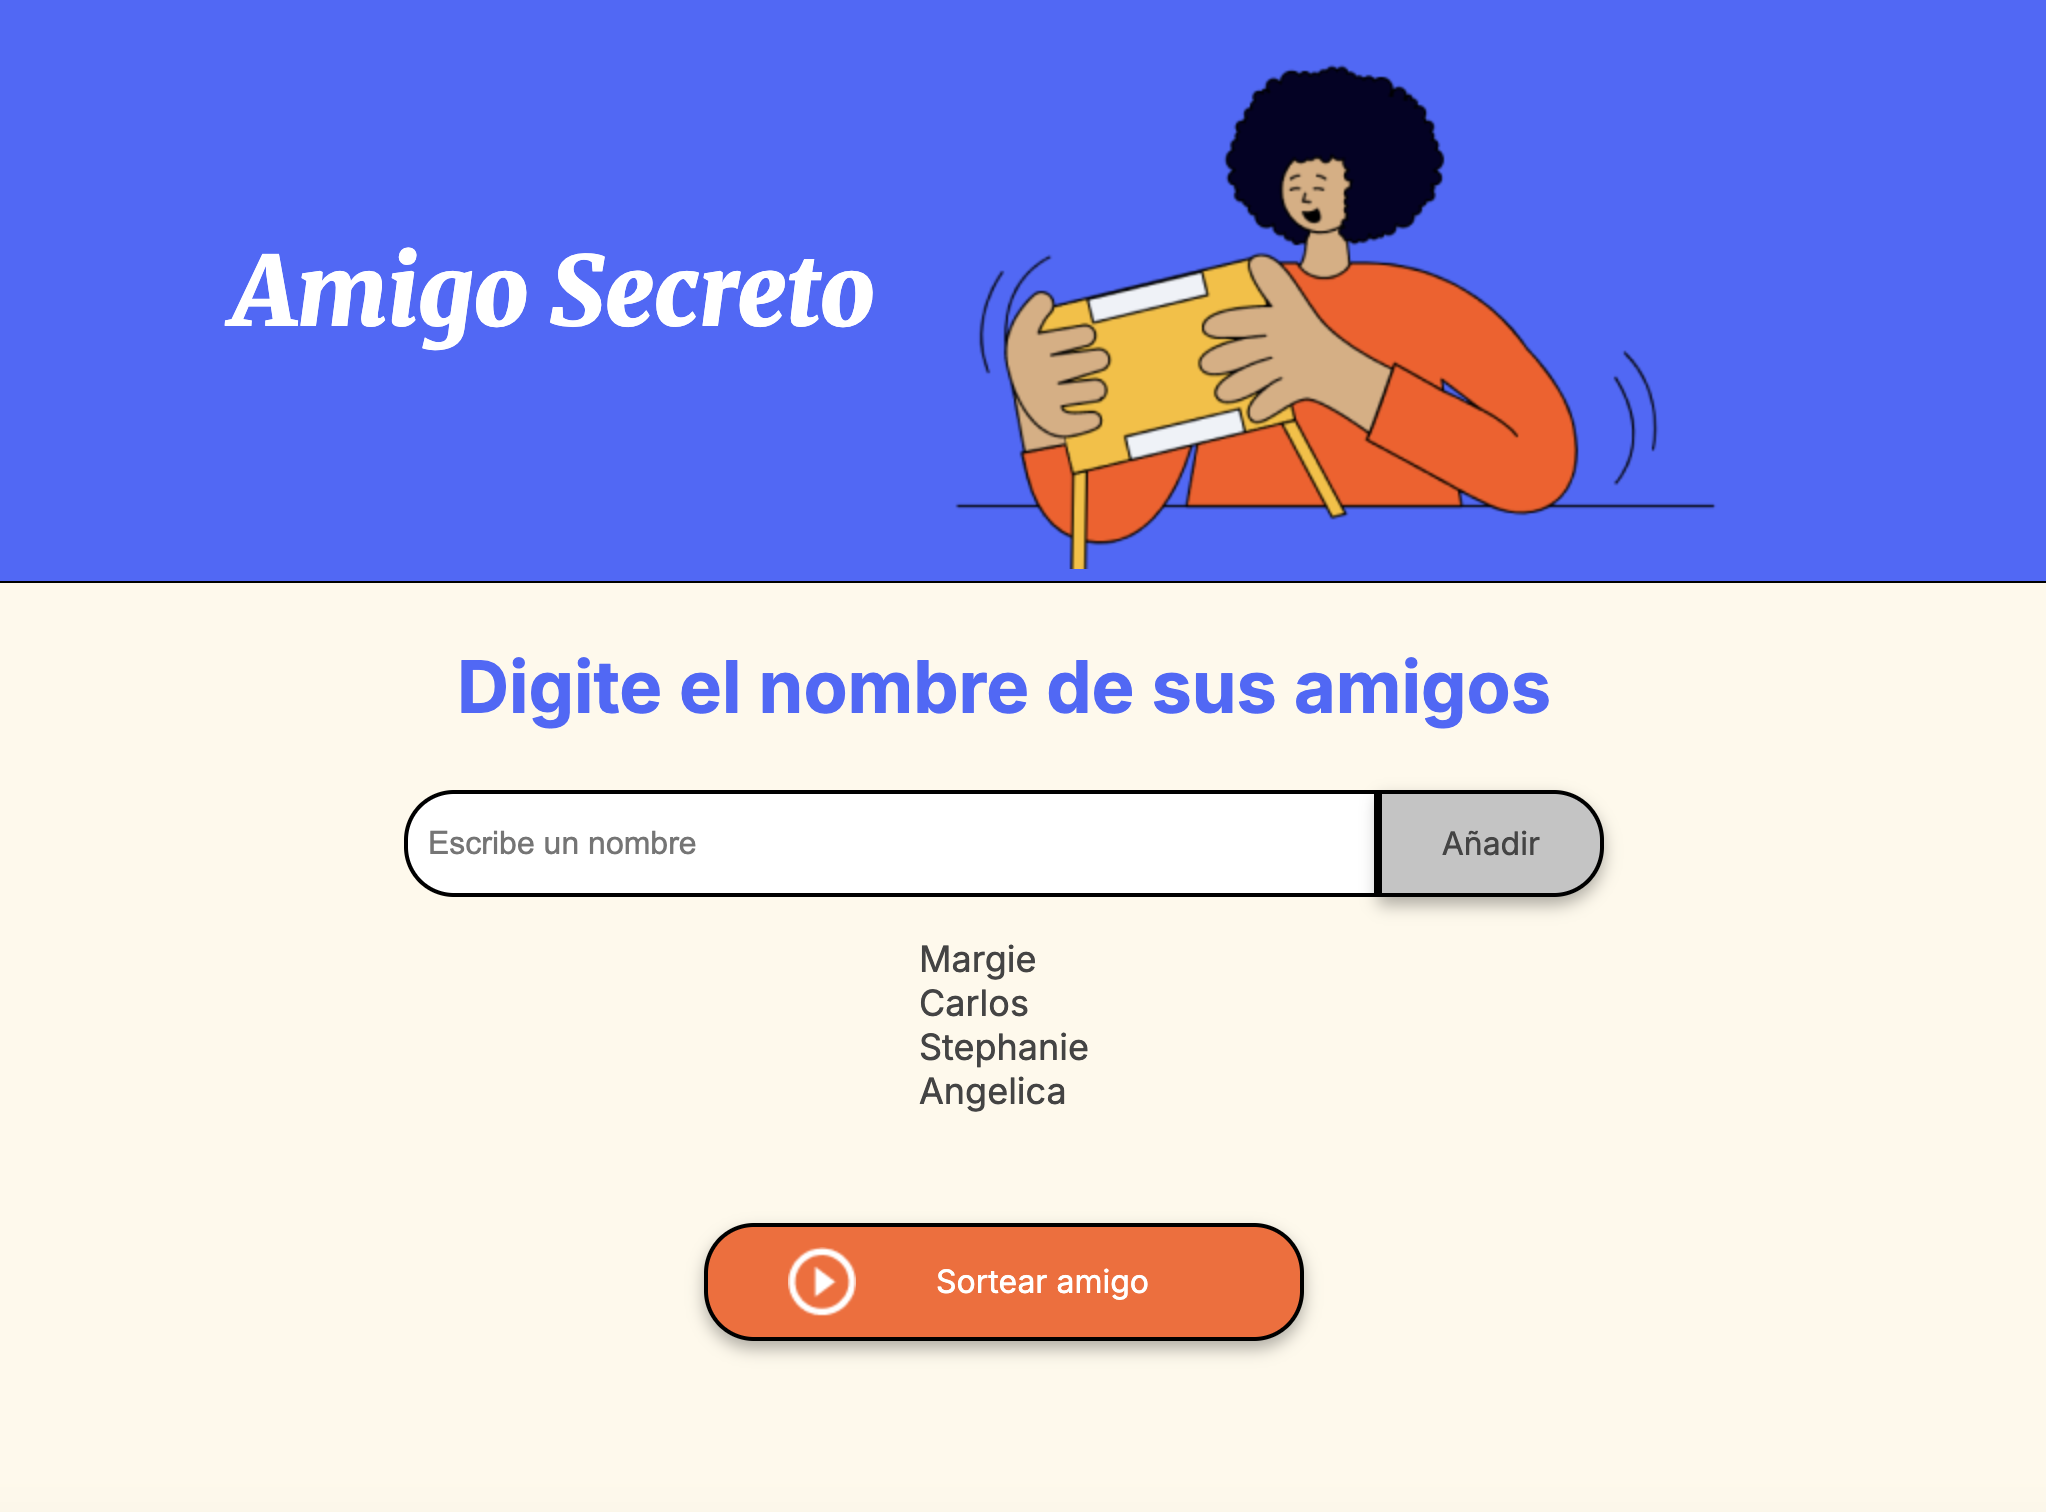 Amigo Secreto
Digite el nombre de sus amigos
Escribe un nombre
Añadir
Margie
Carlos
Stephanie
Angelica
Sortear amigo